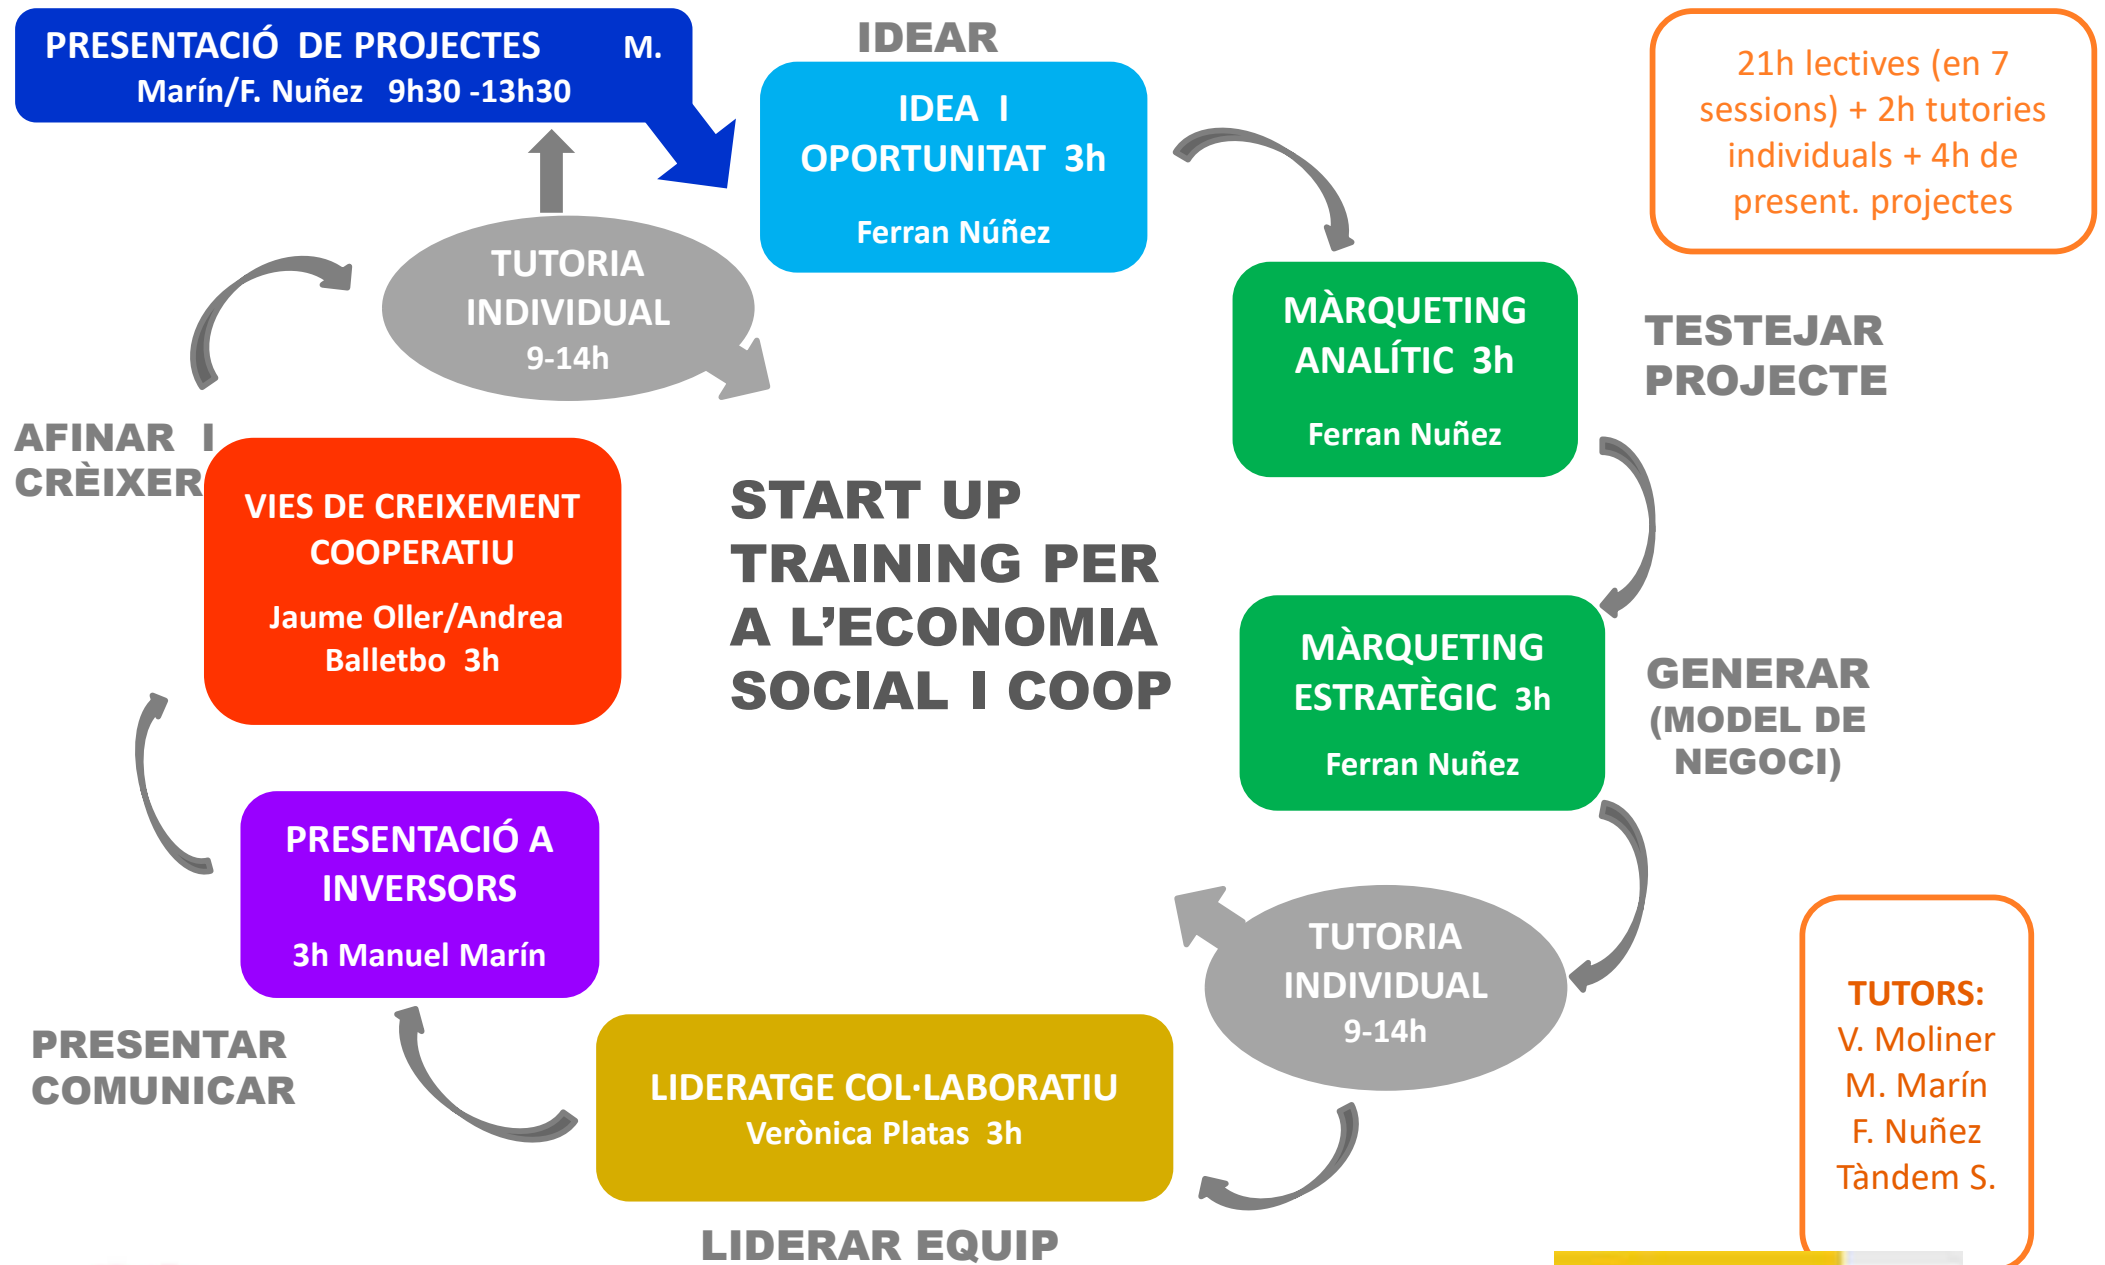 PRESENTACIÓ DE PROJECTES M.
Marín/F. Nuñez 9h30 -13h30
IDEAR
IDEA I
OPORTUNITAT 3h
Ferran Núñez
21h lectives (en 7
sessions) + 2h tutories
individuals + 4h de
present. projectes
TUTORIA
INDIVIDUAL
9-14h
MÀRQUETING
ANALÍTIC 3h
Ferran Nuñez
TESTEJAR
PROJECTE
AFINAR I
CRÈIXER
VIES DE CREIXEMENT
COOPERATIU
Jaume Oller/Andrea
Balletbo 3h
START UP
TRAINING PER
A L’ECONOMIA
SOCIAL I COOP
MÀRQUETING
ESTRATÈGIC 3h
Ferran Nuñez
GENERAR
(MODEL DE
NEGOCI)
PRESENTACIÓ A
INVERSORS
3h Manuel Marín
TUTORIA
INDIVIDUAL
9-14h
PRESENTAR
COMUNICAR
LIDERATGE COL·LABORATIU
Verònica Platas 3h
LIDERAR EQUIP
TUTORS:
V. Moliner
M. Marín
F. Nuñez
Tàndem S.